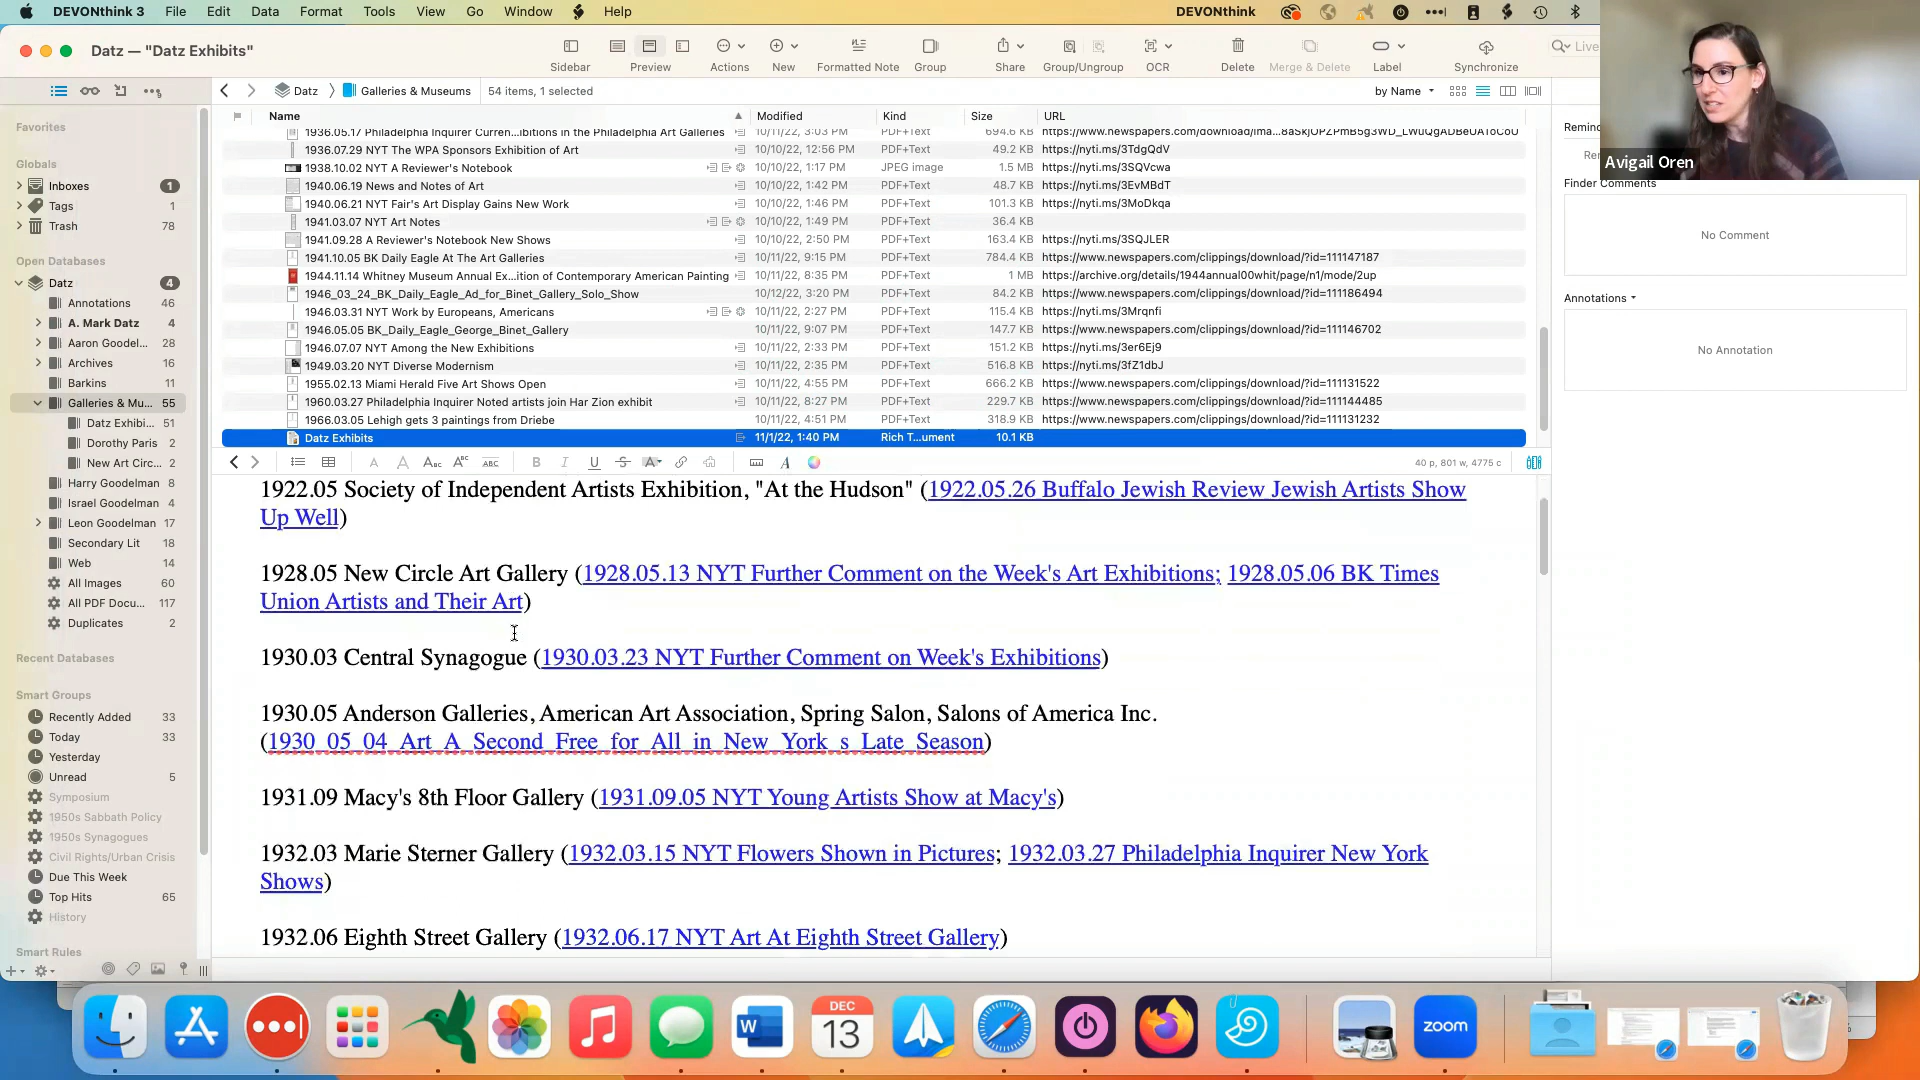 DEVONthink 3 File Edit Data Format Tools View Go Window Help DEVONthink
Datz — "Datz Exhibits"
Sidebar Preview Actions New Formatted Note Group Share Group/Ungroup OCR Delete Merge & Delete Label Synchronize
Datz Galleries & Museums 54 items, 1 selected by Name
Name Modified Kind Size URL
1936.05.17 Philadelphia Inquirer Curren...ibitions in the Philadelphia Art Galleries 10/11/22, 3:03 PM PDF+Text 694.6 KB
1936.07.29 NYT The WPA Sponsors Exhibition of Art 10/10/22, 12:56 PM PDF+Text 49.2 KB https://nyti.ms/3TdgQdV
1938.10.02 NYT A Reviewer's Notebook 10/10/22, 1:17 PM JPEG image 1.5 MB https://nyti.ms/3SQVcwa
1940.06.19 News and Notes of Art 10/10/22, 1:42 PM PDF+Text 48.7 KB https://nyti.ms/3EvMBdT
1940.06.21 NYT Fair's Art Display Gains New Work 10/10/22, 1:46 PM PDF+Text 101.3 KB https://nyti.ms/3MoDkqa
1941.03.07 NYT Art Notes 10/10/22, 1:49 PM PDF+Text 36.4 KB
1941.09.28 A Reviewer's Notebook New Shows 10/10/22, 2:50 PM PDF+Text 163.4 KB https://nyti.ms/3SQJLER
1941.10.05 BK Daily Eagle At The Art Galleries 10/11/22, 9:15 PM PDF+Text 784.4 KB https://www.newspapers.com/clippings/download/?id=111147187
1944.11.14 Whitney Museum Annual Ex...ition of Contemporary American Painting 10/11/22, 8:35 PM PDF+Text 1 MB https://archive.org/details/1944annual00whit/page/n1/mode/2up
1946_03_24_BK_Daily_Eagle_Ad_for_Binet_Gallery_Solo_Show 10/12/22, 3:20 PM PDF+Text 84.2 KB https://www.newspapers.com/clippings/download/?id=111186494
1946.03.31 NYT Work by Europeans, Americans 10/11/22, 2:27 PM PDF+Text 115.4 KB https://nyti.ms/3Mrqnfi
1946.05.05 BK_Daily_Eagle_George_Binet_Gallery 10/11/22, 9:07 PM PDF+Text 147.7 KB https://www.newspapers.com/clippings/download/?id=111146702
1946.07.07 NYT Among the New Exhibitions 10/11/22, 2:33 PM PDF+Text 151.2 KB https://nyti.ms/3er6Ej9
1949.03.20 NYT Diverse Modernism 10/11/22, 2:35 PM PDF+Text 516.8 KB https://nyti.ms/3fZ1dbJ
1955.02.13 Miami Herald Five Art Shows Open 10/11/22, 4:55 PM PDF+Text 666.2 KB https://www.newspapers.com/clippings/download/?id=111131522
1960.03.27 Philadelphia Inquirer Noted artists join Har Zion exhibit 10/11/22, 8:27 PM PDF+Text 229.7 KB https://www.newspapers.com/clippings/download/?id=111144485
1966.03.05 Lehigh gets 3 paintings from Driebe 10/11/22, 4:51 PM PDF+Text 318.9 KB https://www.newspapers.com/clippings/download/?id=111131232
Datz Exhibits 11/1/22, 1:40 PM Rich T...ument 10.1 KB
40 p, 801 w, 4775 c
1922.05 Society of Independent Artists Exhibition, "At the Hudson" (1922.05.26 Buffalo Jewish Review Jewish Artists Show
Up Well)
1928.05 New Circle Art Gallery (1928.05.13 NYT Further Comment on the Week's Art Exhibitions; 1928.05.06 BK Times
Union Artists and Their Art)
1930.03 Central Synagogue (1930.03.23 NYT Further Comment on Week's Exhibitions)
1930.05 Anderson Galleries, American Art Association, Spring Salon, Salons of America Inc.
(1930_05_04_Art_A_Second_Free_for_All_in_New_York_s_Late_Season)
1931.09 Macy's 8th Floor Gallery (1931.09.05 NYT Young Artists Show at Macy's)
1932.03 Marie Sterner Gallery (1932.03.15 NYT Flowers Shown in Pictures; 1932.03.27 Philadelphia Inquirer New York
Shows)
1932.06 Eighth Street Gallery (1932.06.17 NYT Art At Eighth Street Gallery)
Favorites
Globals
Inboxes 1
Tags 1
Trash 78
Open Databases
Datz 4
Annotations 46
A. Mark Datz 4
Aaron Goodel... 28
Archives 4
Barkins 11
Galleries & Mu... 55
Datz Exhibi... 51
Dorothy Paris 2
New Art Circ... 2
Harry Goodelman 8
Israel Goodelman 4
Leon Goodelman 17
Secondary Lit 18
Web 14
All Images 60
All PDF Docu... 117
Duplicates 2
Recent Databases
Smart Groups
Recently Added 33
Today 33
Yesterday
Unread 5
Symposium
1950s Sabbath Policy
1950s Synagogues
Civil Rights/Urban Crisis
Due This Week
Top Hits 65
History
Smart Rules
Live
Avigail Oren
Finder Comments
No Comment
Annotations
No Annotation
W
DEC
13
zoom